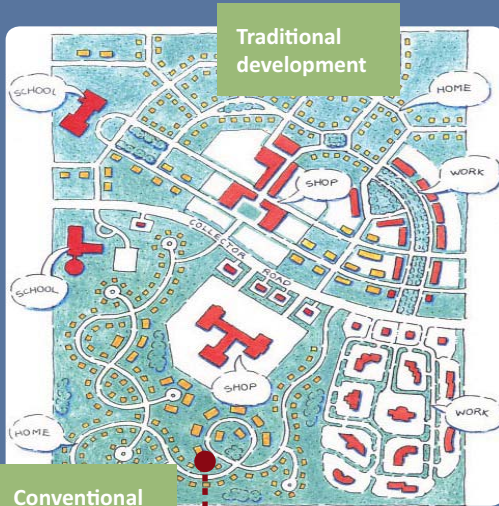 Traditional
development
SCHOOL
HOME
WORK
SHOP
COLLECTOR
ROAD
SCHOOL
SHOP
WORK
HOME
Conventional